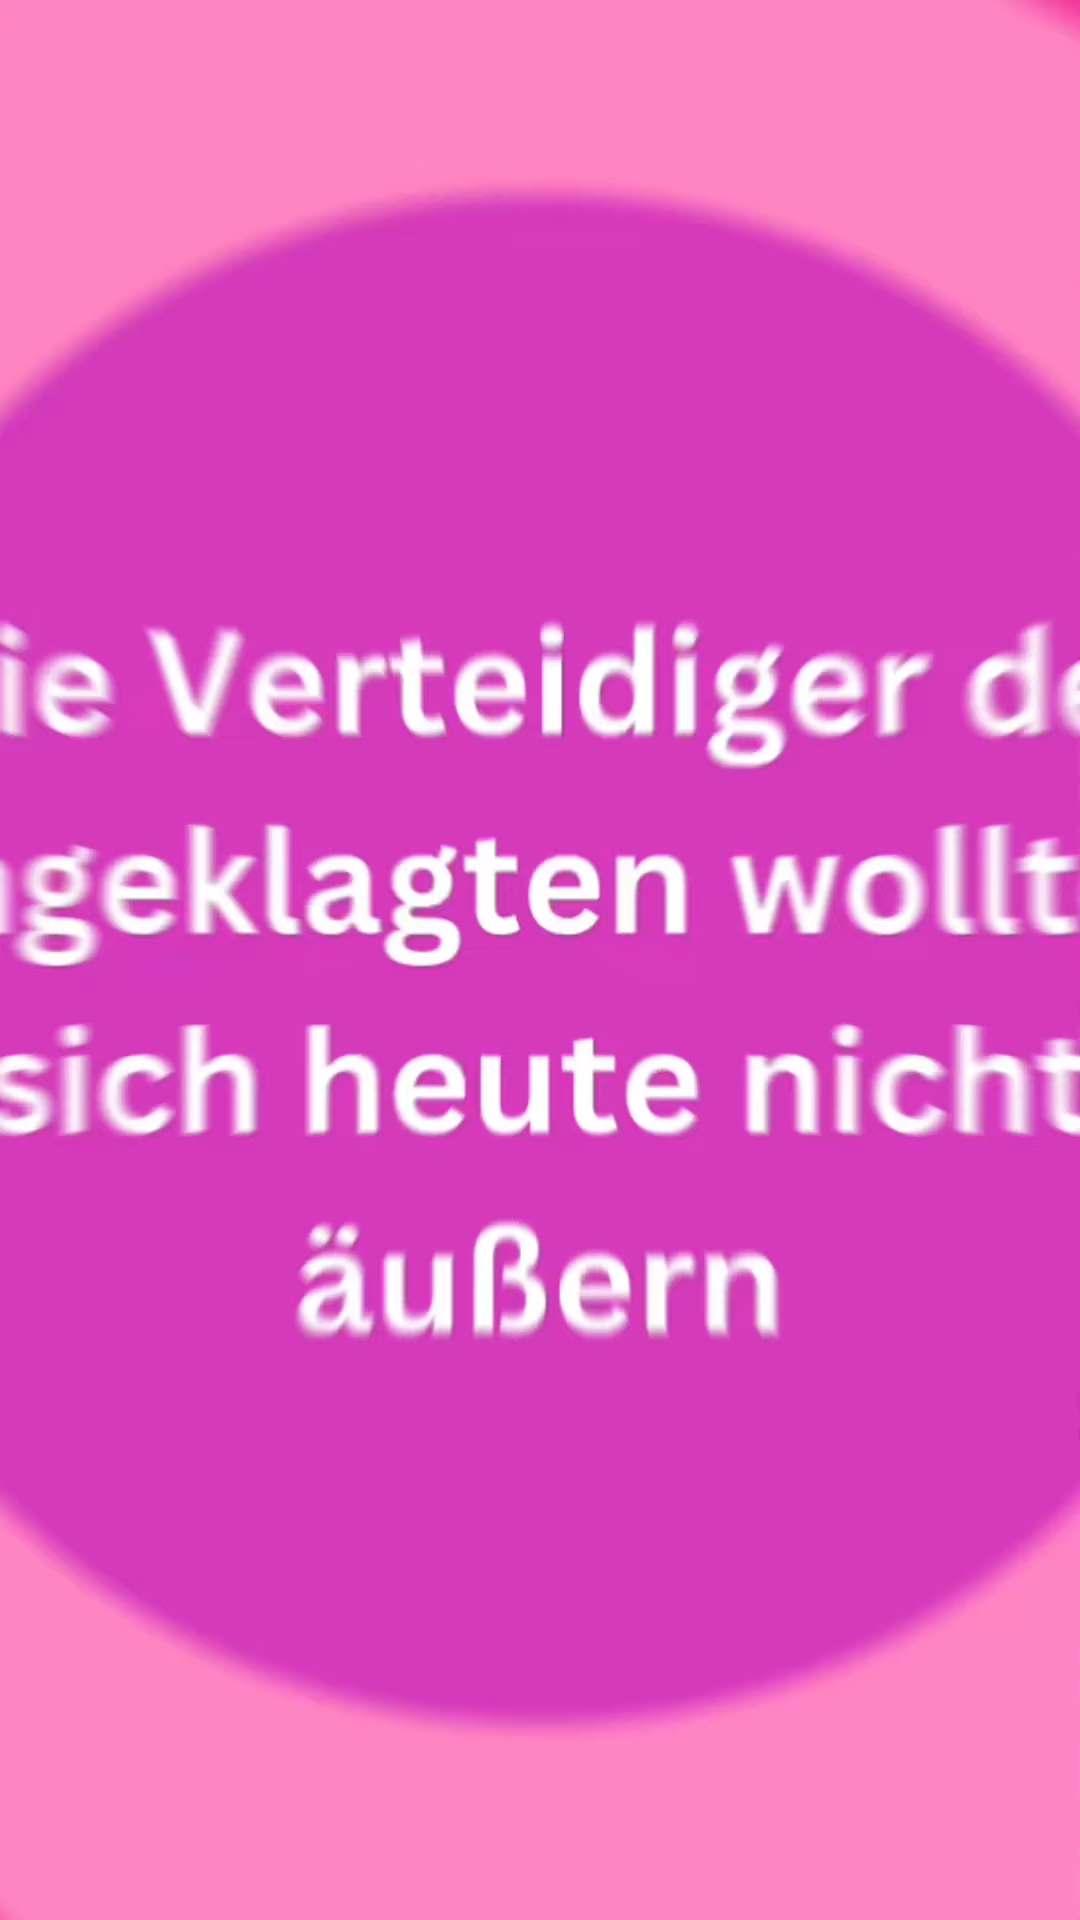 ie Verteidiger de
ngeklagten wollt
sich heute nicht
äußern